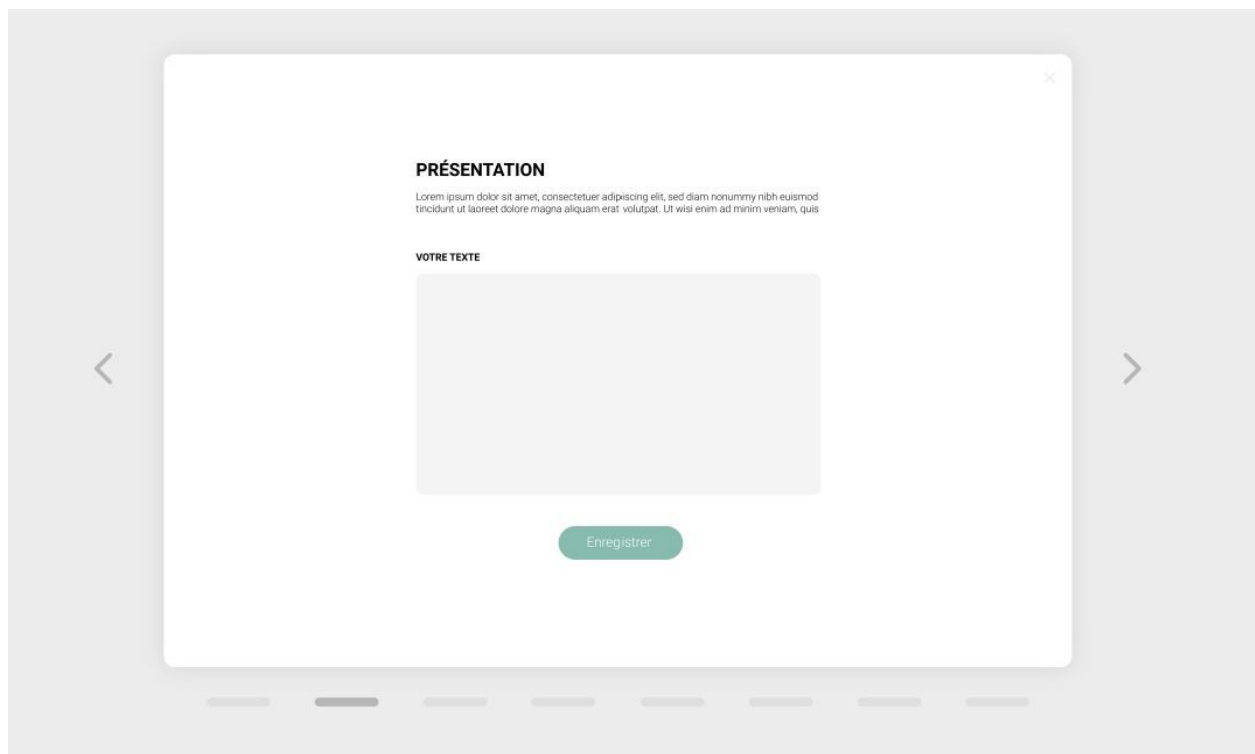 PRÉSENTATION
Lorem ipsum dolor sit amet, consectetuer adipiscing elit, sed diam nonummy nibh euismod
tincidunt ut laoreet dolore magna aliquam erat volutpat. Ut wisi enim ad minim veniam, quis
VOTRE TEXTE
Enregistrer